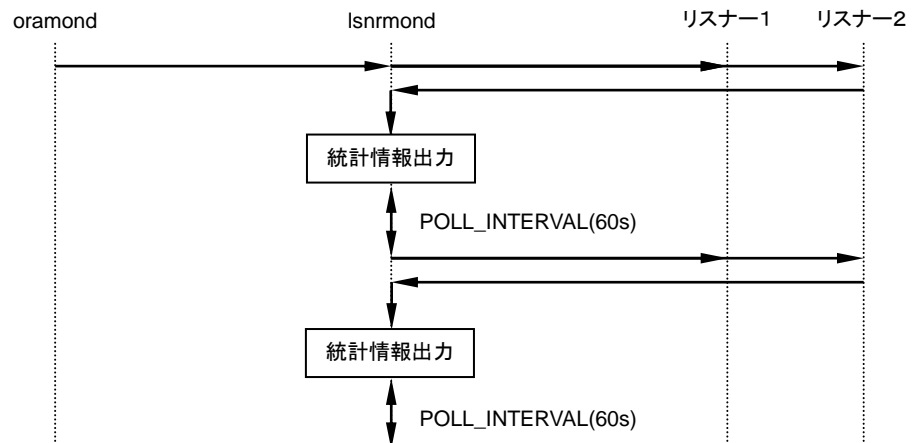 oramond
lsnrmond
リスナー1
リスナー2
統計情報出力
POLL_INTERVAL(60s)
統計情報出力
POLL_INTERVAL(60s)